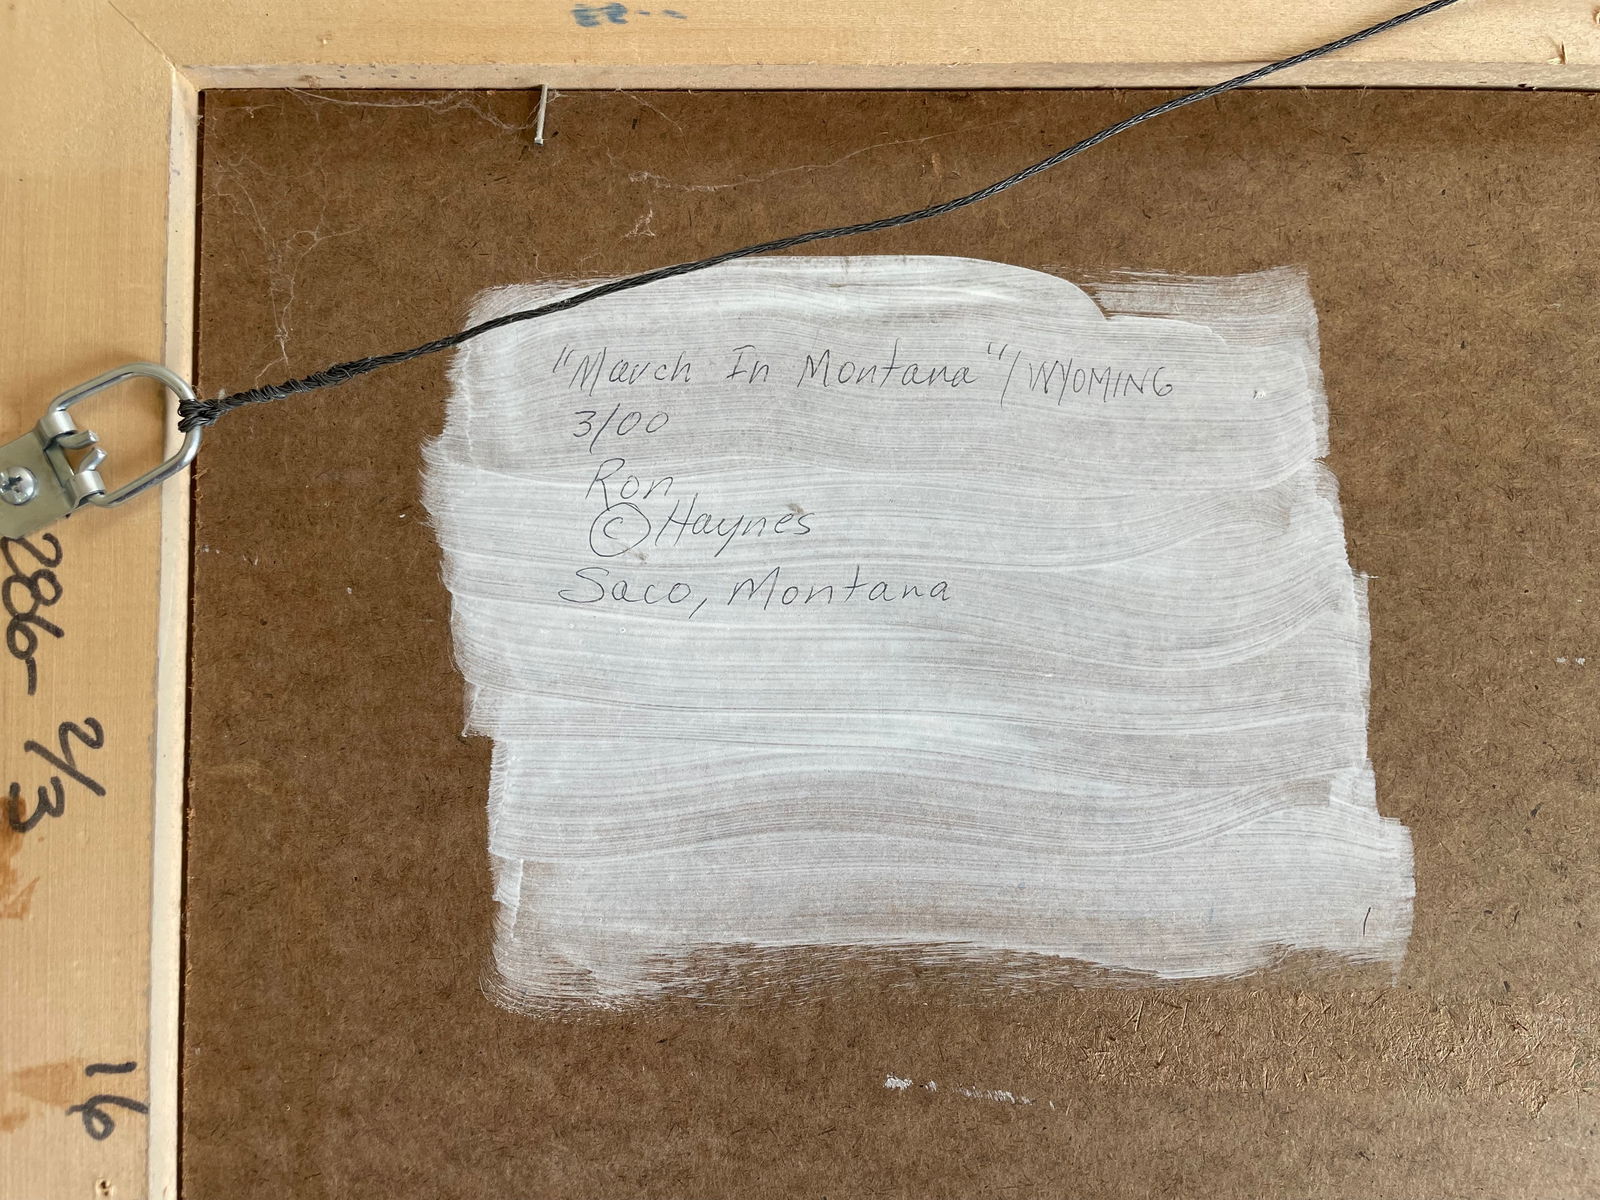 "March In Montana"/WYOMING
3/00
Ron
© Haynes
Saco, Montana
286- 2/3
16